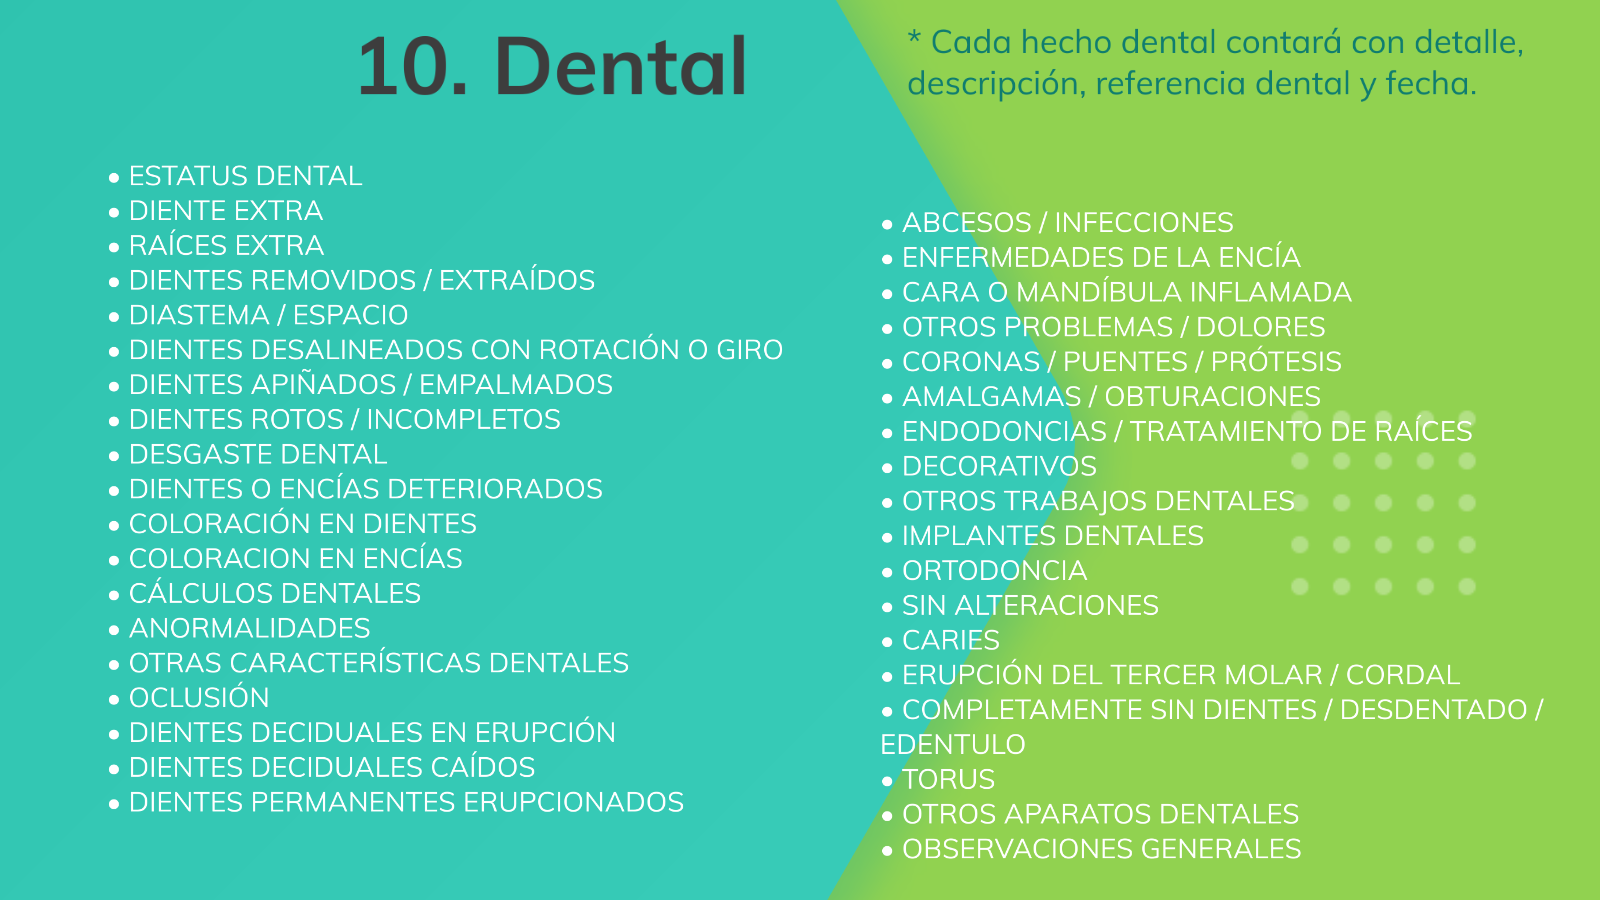 10. Dental
* Cada hecho dental contará con detalle,
descripción, referencia dental y fecha.
• ESTATUS DENTAL
• DIENTE EXTRA
• RAÍCES EXTRA
• DIENTES REMOVIDOS / EXTRAÍDOS
• DIASTEMA / ESPACIO
• DIENTES DESALINEADOS CON ROTACIÓN O GIRO
• DIENTES APIÑADOS / EMPALMADOS
• DIENTES ROTOS / INCOMPLETOS
• DESGASTE DENTAL
• DIENTES O ENCÍAS DETERIORADOS
• COLORACIÓN EN DIENTES
• COLORACION EN ENCÍAS
• CÁLCULOS DENTALES
• ANORMALIDADES
• OTRAS CARACTERÍSTICAS DENTALES
• OCLUSIÓN
• DIENTES DECIDUALES EN ERUPCIÓN
• DIENTES DECIDUALES CAÍDOS
• DIENTES PERMANENTES ERUPCIONADOS
• ABCESOS / INFECCIONES
• ENFERMEDADES DE LA ENCÍA
• CARA O MANDÍBULA INFLAMADA
• OTROS PROBLEMAS / DOLORES
• CORONAS / PUENTES / PRÓTESIS
• AMALGAMAS / OBTURACIONES
• ENDODONCIAS / TRATAMIENTO DE RAÍCES
• DECORATIVOS
• OTROS TRABAJOS DENTALES
• IMPLANTES DENTALES
• ORTODONCIA
• SIN ALTERACIONES
• CARIES
• ERUPCIÓN DEL TERCER MOLAR / CORDAL
• COMPLETAMENTE SIN DIENTES / DESDENTADO /
EDENTULO
• TORUS
• OTROS APARATOS DENTALES
• OBSERVACIONES GENERALES